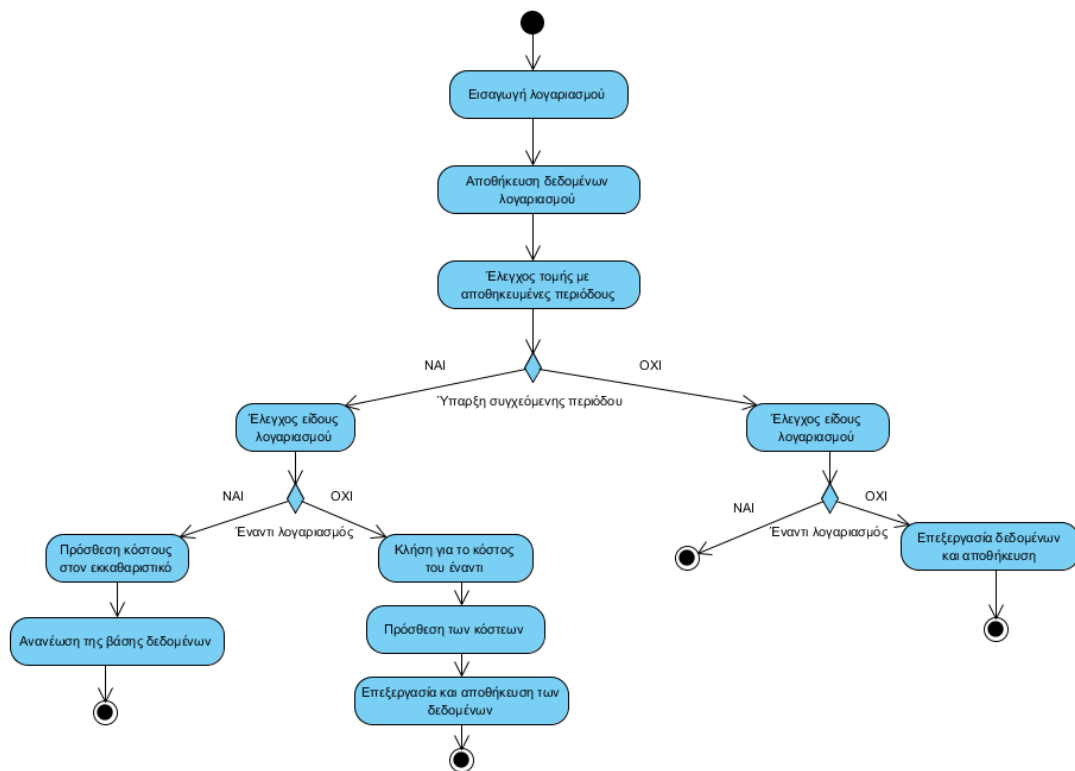 Εισαγωγή λογαριασμού
Αποθήκευση δεδομένων
λογαριασμού
Έλεγχος τομής με
αποθηκευμένες περιόδους
ΝΑΙ
ΟΧΙ
Ύπαρξη συγχεόμενης περιόδου
Έλεγχος είδους
λογαριασμού
Έλεγχος είδους
λογαριασμού
ΝΑΙ
ΟΧΙ
Έναντι λογαριασμός
ΝΑΙ
ΟΧΙ
Έναντι λογαριασμός
Πρόσθεση κόστους
στον εκκαθαριστικό
Κλήση για το κόστος
του έναντι
Επεξεργασία δεδομένων
και αποθήκευση
Ανανέωση της βάσης δεδομένων
Πρόσθεση των κόστεων
Επεξεργασία και αποθήκευση των
δεδομένων